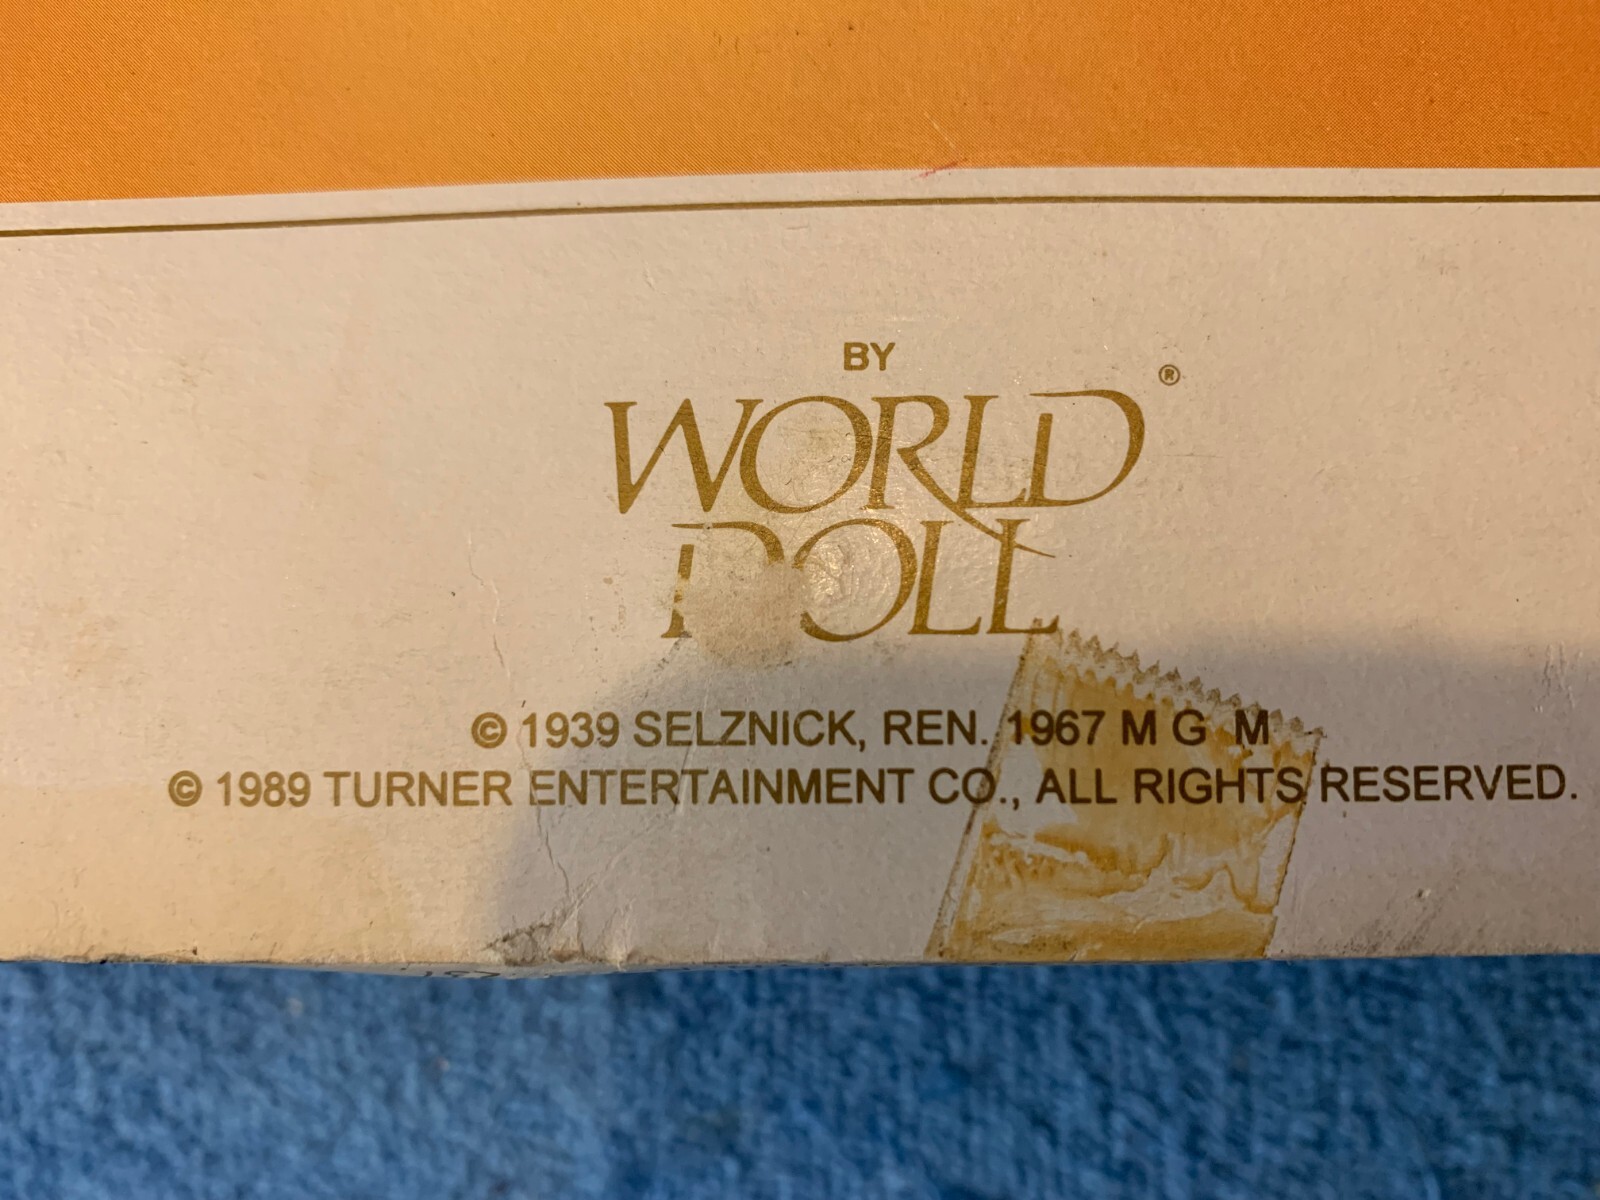 BY
WORLD ®
DOLL
© 1939 SELZNICK, REN. 1967 M G M
© 1989 TURNER ENTERTAINMENT CO., ALL RIGHTS RESERVED.